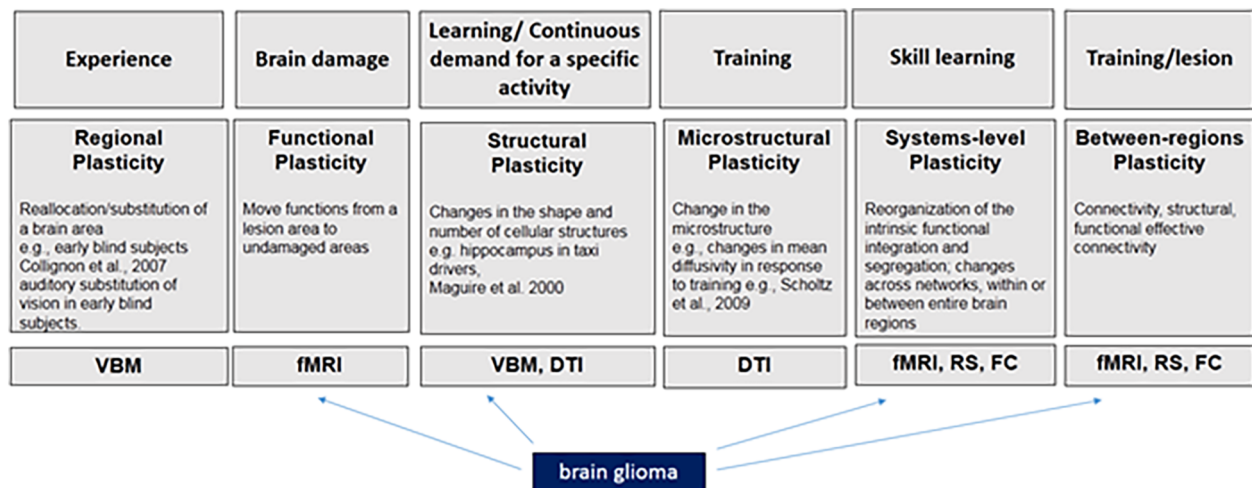 Experience
Brain damage
Learning/ Continuous
demand for a specific
activity
Training
Skill learning
Training/lesion
Regional
Plasticity
Reallocation/substitution of
a brain area
e.g., early blind subjects
Collignon et al., 2007
auditory substitution of
vision in early blind
subjects.
Functional
Plasticity
Move functions from a
lesion area to
undamaged areas
Structural
Plasticity
Changes in the shape and
number of cellular structures
e.g. hippocampus in taxi
drivers,
Maguire et al. 2000
Microstructural
Plasticity
Change in the
microstructure
e.g., changes in mean
diffusivity in response
to training e.g., Scholtz
et al., 2009
Systems-level
Plasticity
Reorganization of the
intrinsic functional
integration and
segregation; changes
across networks, within or
between entire brain
regions
Between-regions
Plasticity
Connectivity, structural,
functional effective
connectivity
VBM
fMRI
VBM, DTI
DTI
fMRI, RS, FC
fMRI, RS, FC
brain glioma